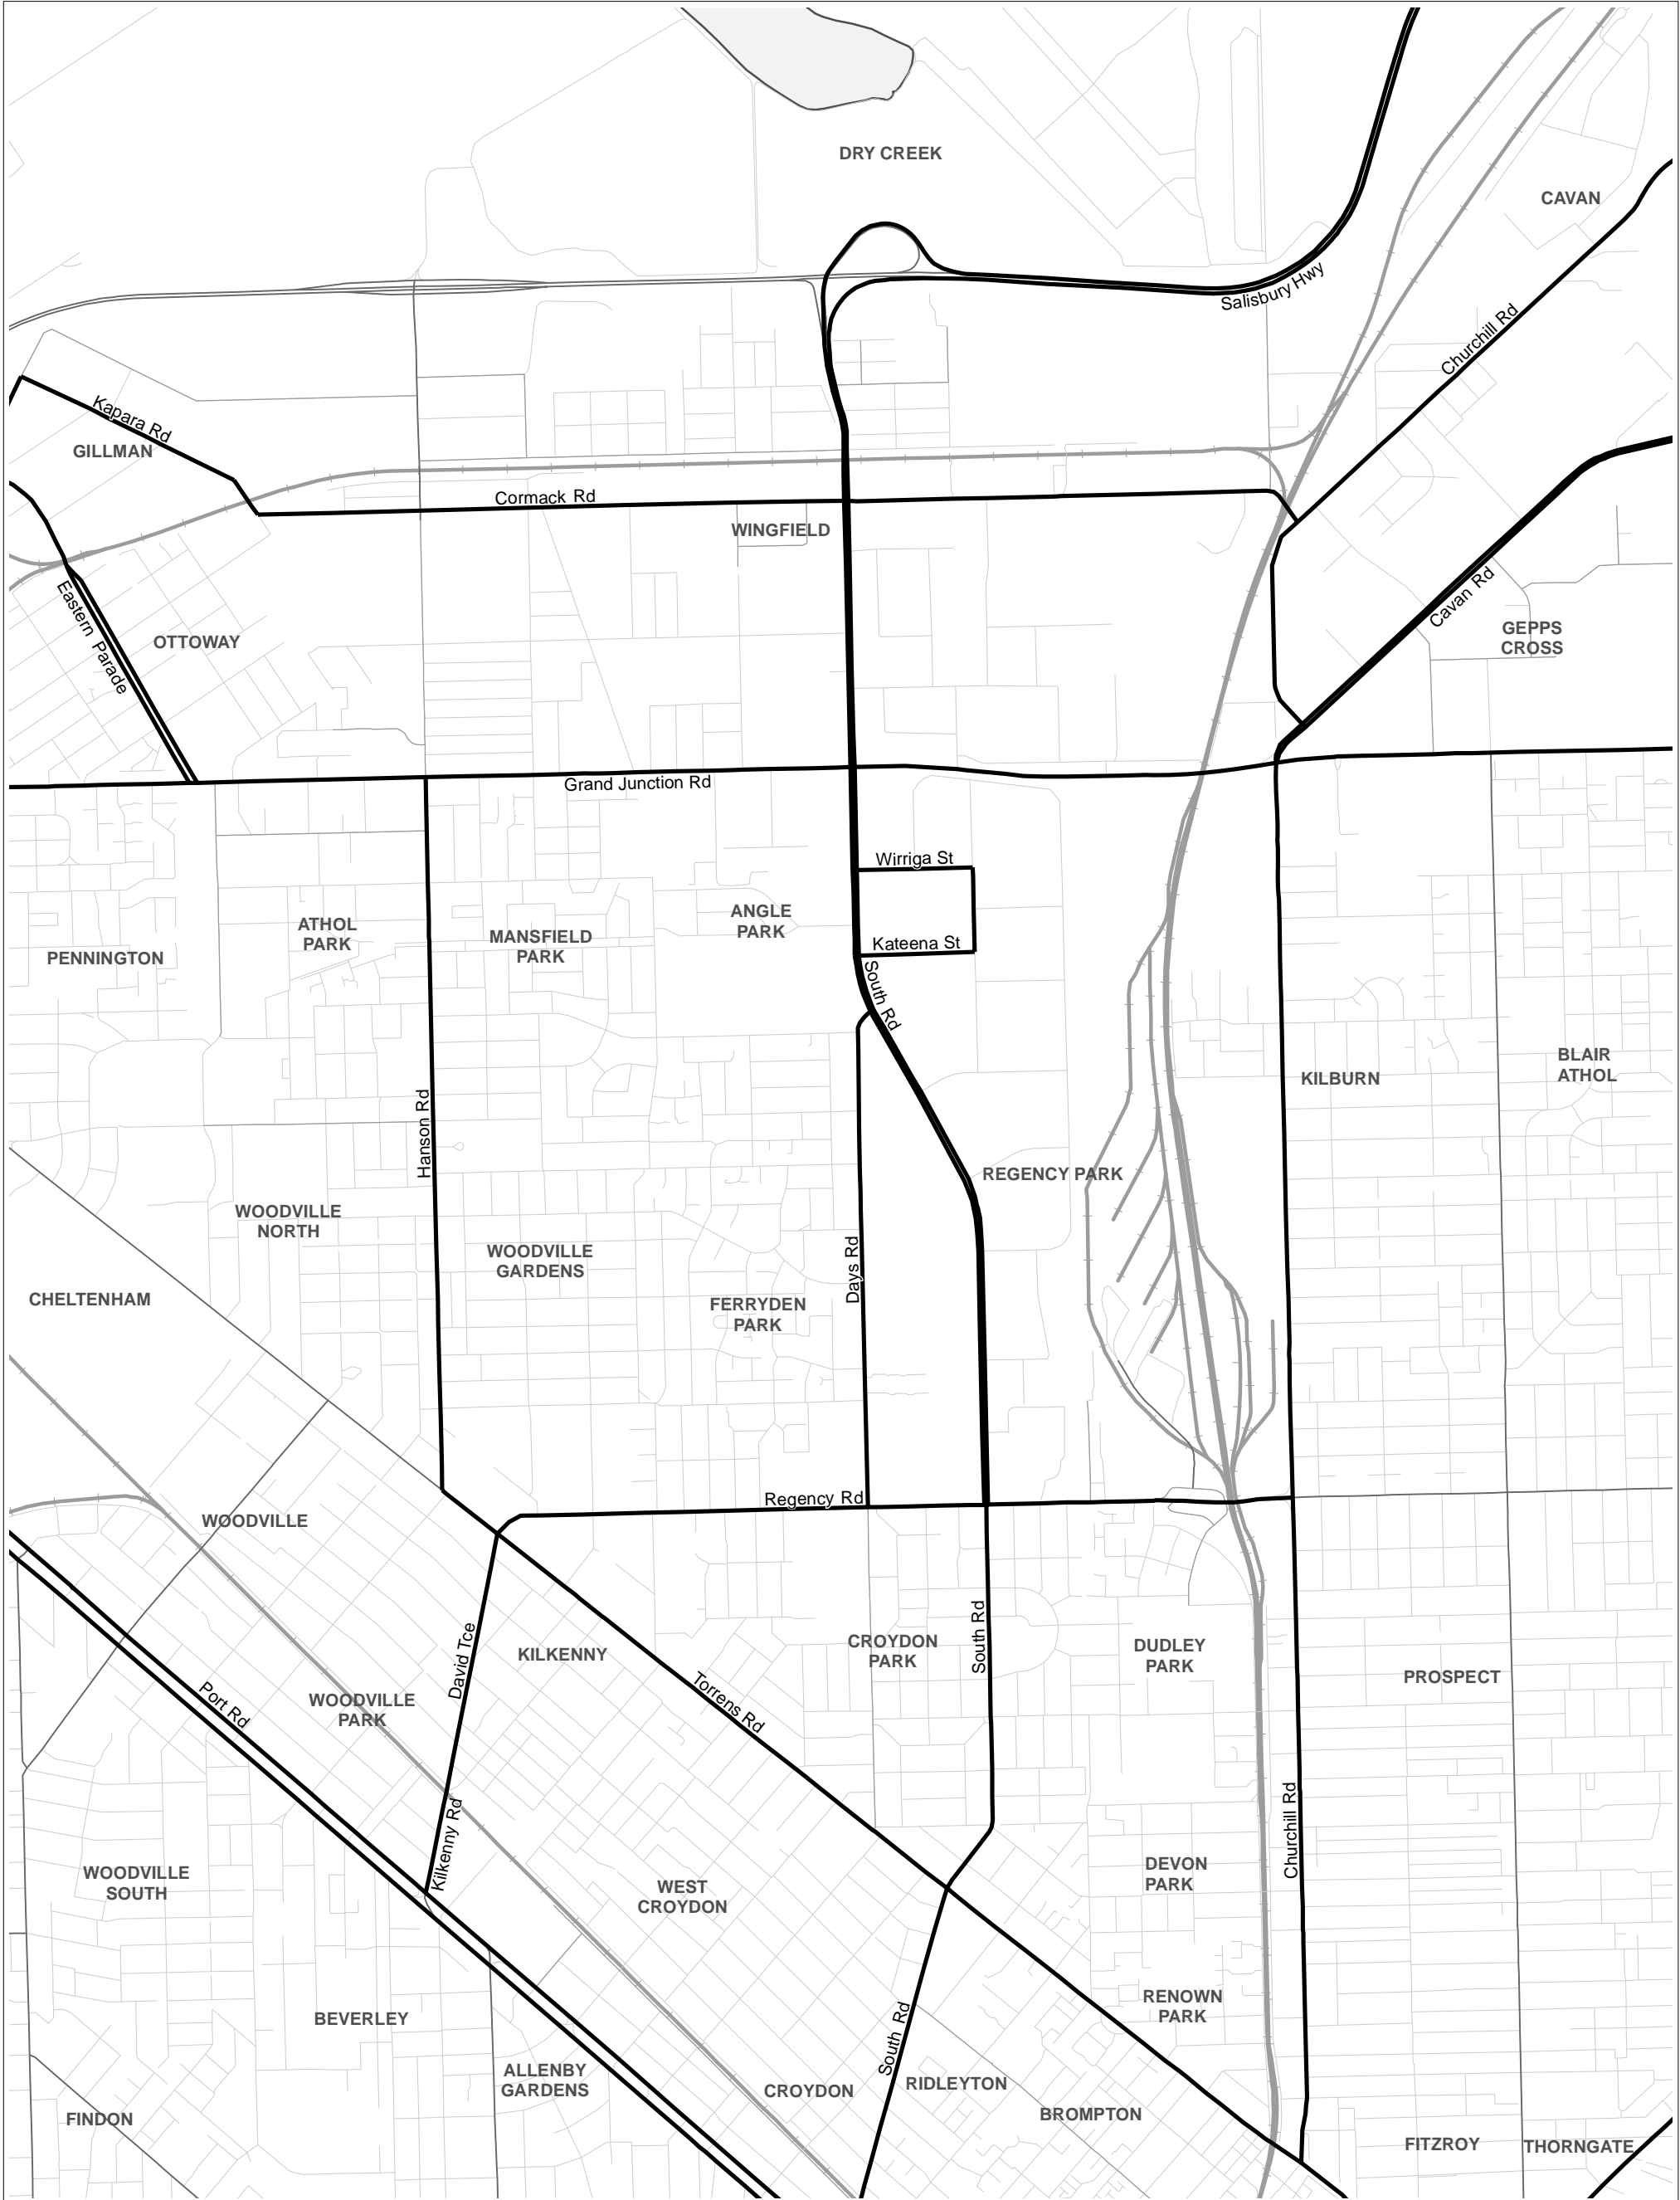 DRY CREEK
CAVAN
Salisbury Hwy
Churchill Rd
Kapara Rd
GILLMAN
Cormack Rd
WINGFIELD
Cavan Rd
Eastern Parade
OTTOWAY
GEPPS
CROSS
Grand Junction Rd
Wirriga St
ATHOL
PARK
MANSFIELD
PARK
ANGLE
PARK
Kateena St
PENNINGTON
South Rd
BLAIR
ATHOL
KILBURN
Hanson Rd
REGENCY PARK
WOODVILLE
NORTH
WOODVILLE
GARDENS
Days Rd
CHELTENHAM
FERRYDEN
PARK
Regency Rd
WOODVILLE
David Tce
KILKENNY
CROYDON
PARK
South Rd
DUDLEY
PARK
PROSPECT
Port Rd
WOODVILLE
PARK
Torrens Rd
Kilkenny Rd
Churchill Rd
WOODVILLE
SOUTH
WEST
CROYDON
DEVON
PARK
RENOWN
PARK
BEVERLEY
South Rd
ALLENBY
GARDENS
CROYDON
RIDLEYTON
BROMPTON
FINDON
FITZROY
THORNGATE